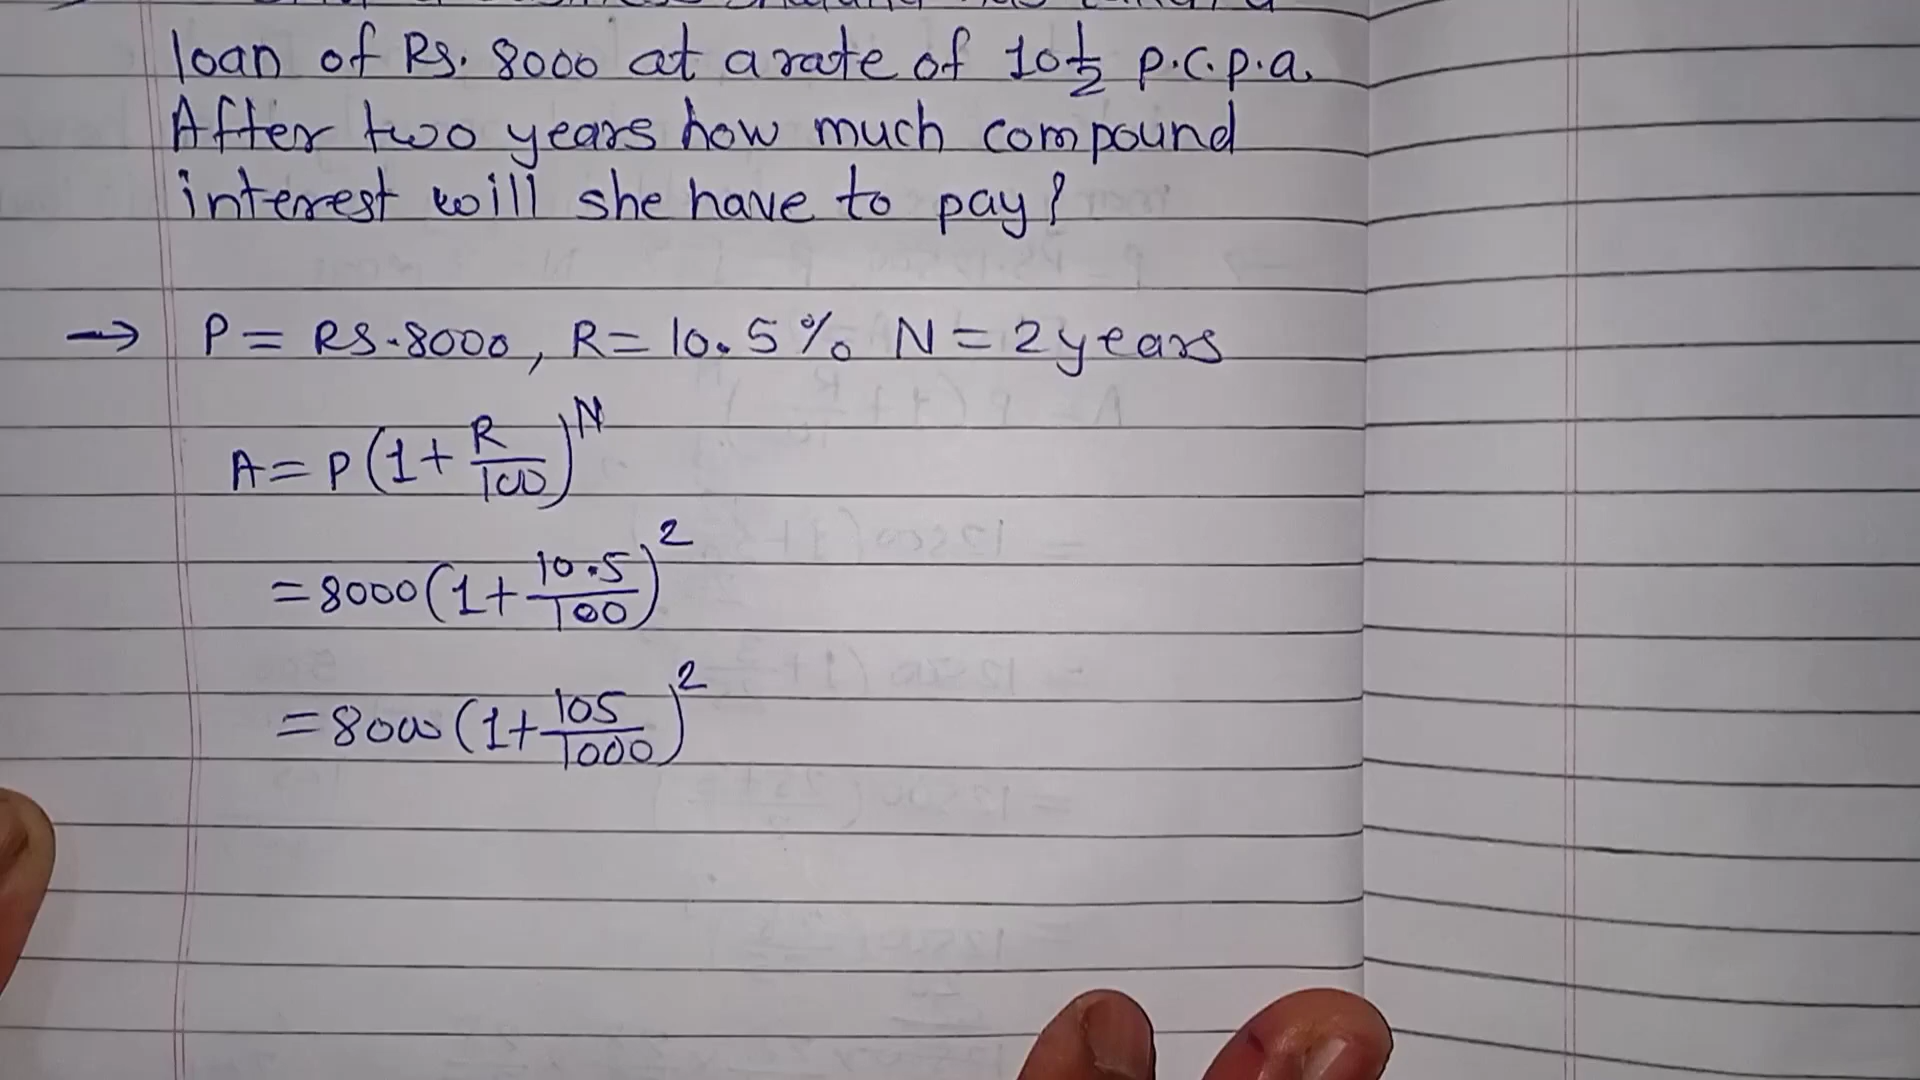 loan of Rs. 8000 at a rate of 10 1/2 p.c.p.a.
After two years how much compound
interest will she have to pay?
→ P = RS.8000, R = 10.5% N = 2 years
A = P(1 + R/100)^N
= 8000(1 + 10.5/100)^2
= 8000(1 + 105/1000)^2